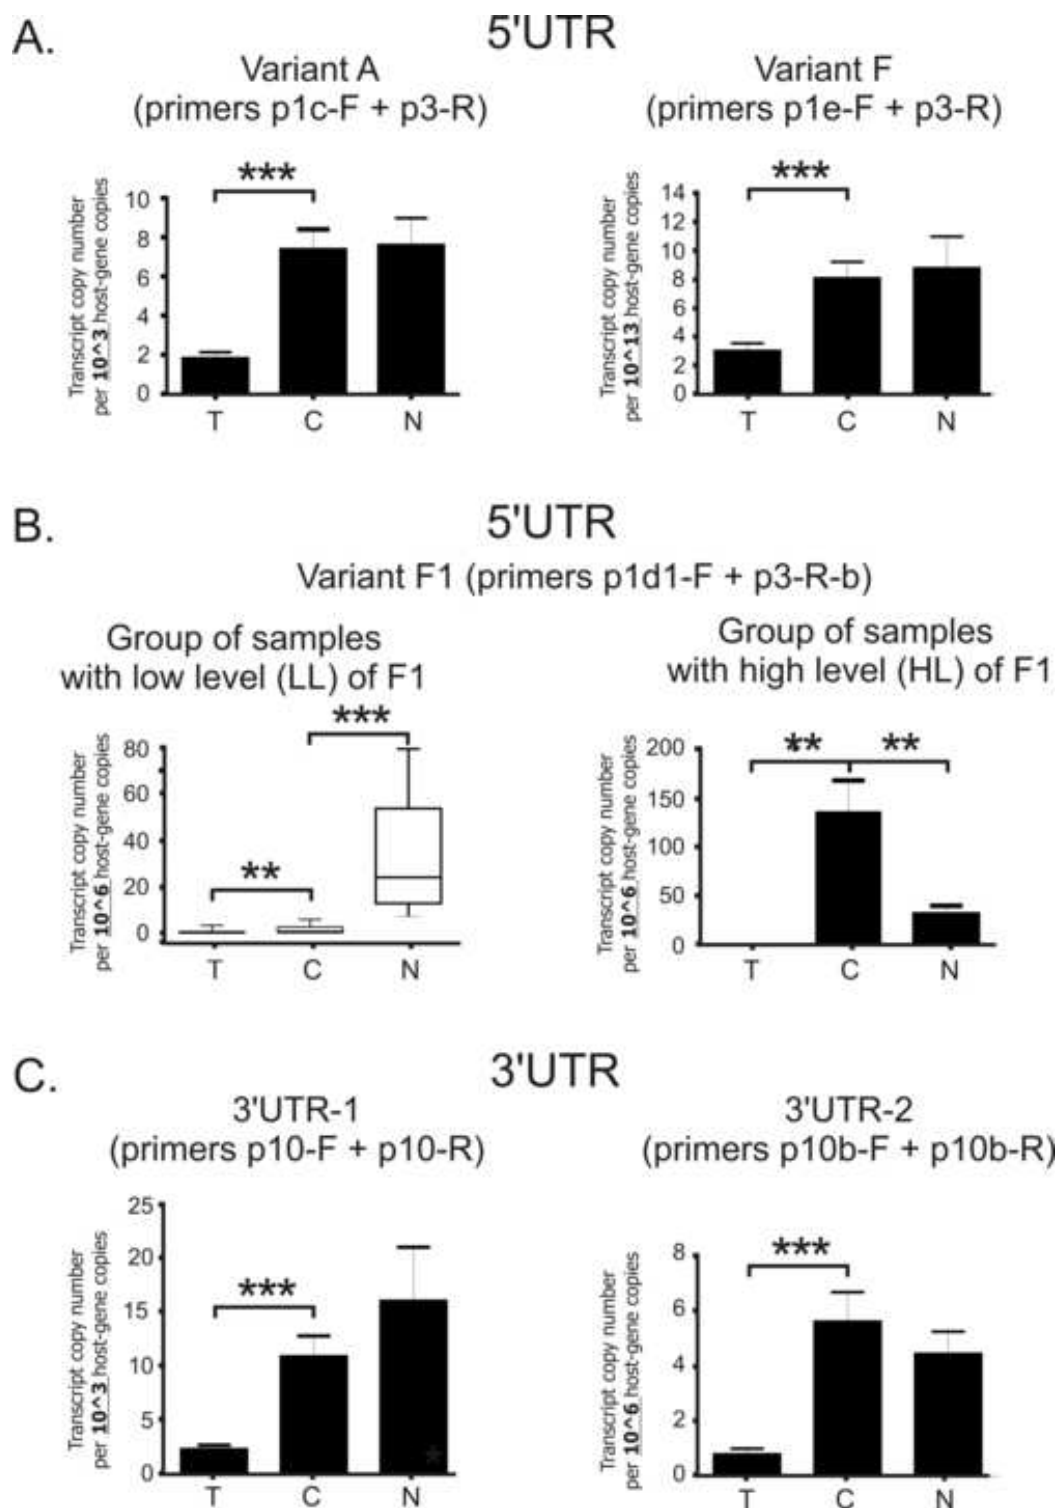 A.
5'UTR
Variant A
(primers p1c-F + p3-R)
Transcript copy number
per 10^3 host-gene copies
10
8
6
4
2
0
***
T C N
Variant F
(primers p1e-F + p3-R)
Transcript copy number
per 10^13 host-gene copies
14
12
10
8
6
4
2
0
***
T C N
B.
5'UTR
Variant F1 (primers p1d1-F + p3-R-b)
Group of samples
with low level (LL) of F1
Transcript copy number
per 10^6 host-gene copies
80
60
40
20
0
**
***
T C N
Group of samples
with high level (HL) of F1
Transcript copy number
per 10^6 host-gene copies
200
150
100
50
0
** **
T C N
C.
3'UTR
3'UTR-1
(primers p10-F + p10-R)
Transcript copy number
per 10^3 host-gene copies
25
20
15
10
5
0
***
T C N
3'UTR-2
(primers p10b-F + p10b-R)
Transcript copy number
per 10^6 host-gene copies
8
6
4
2
0
***
T C N